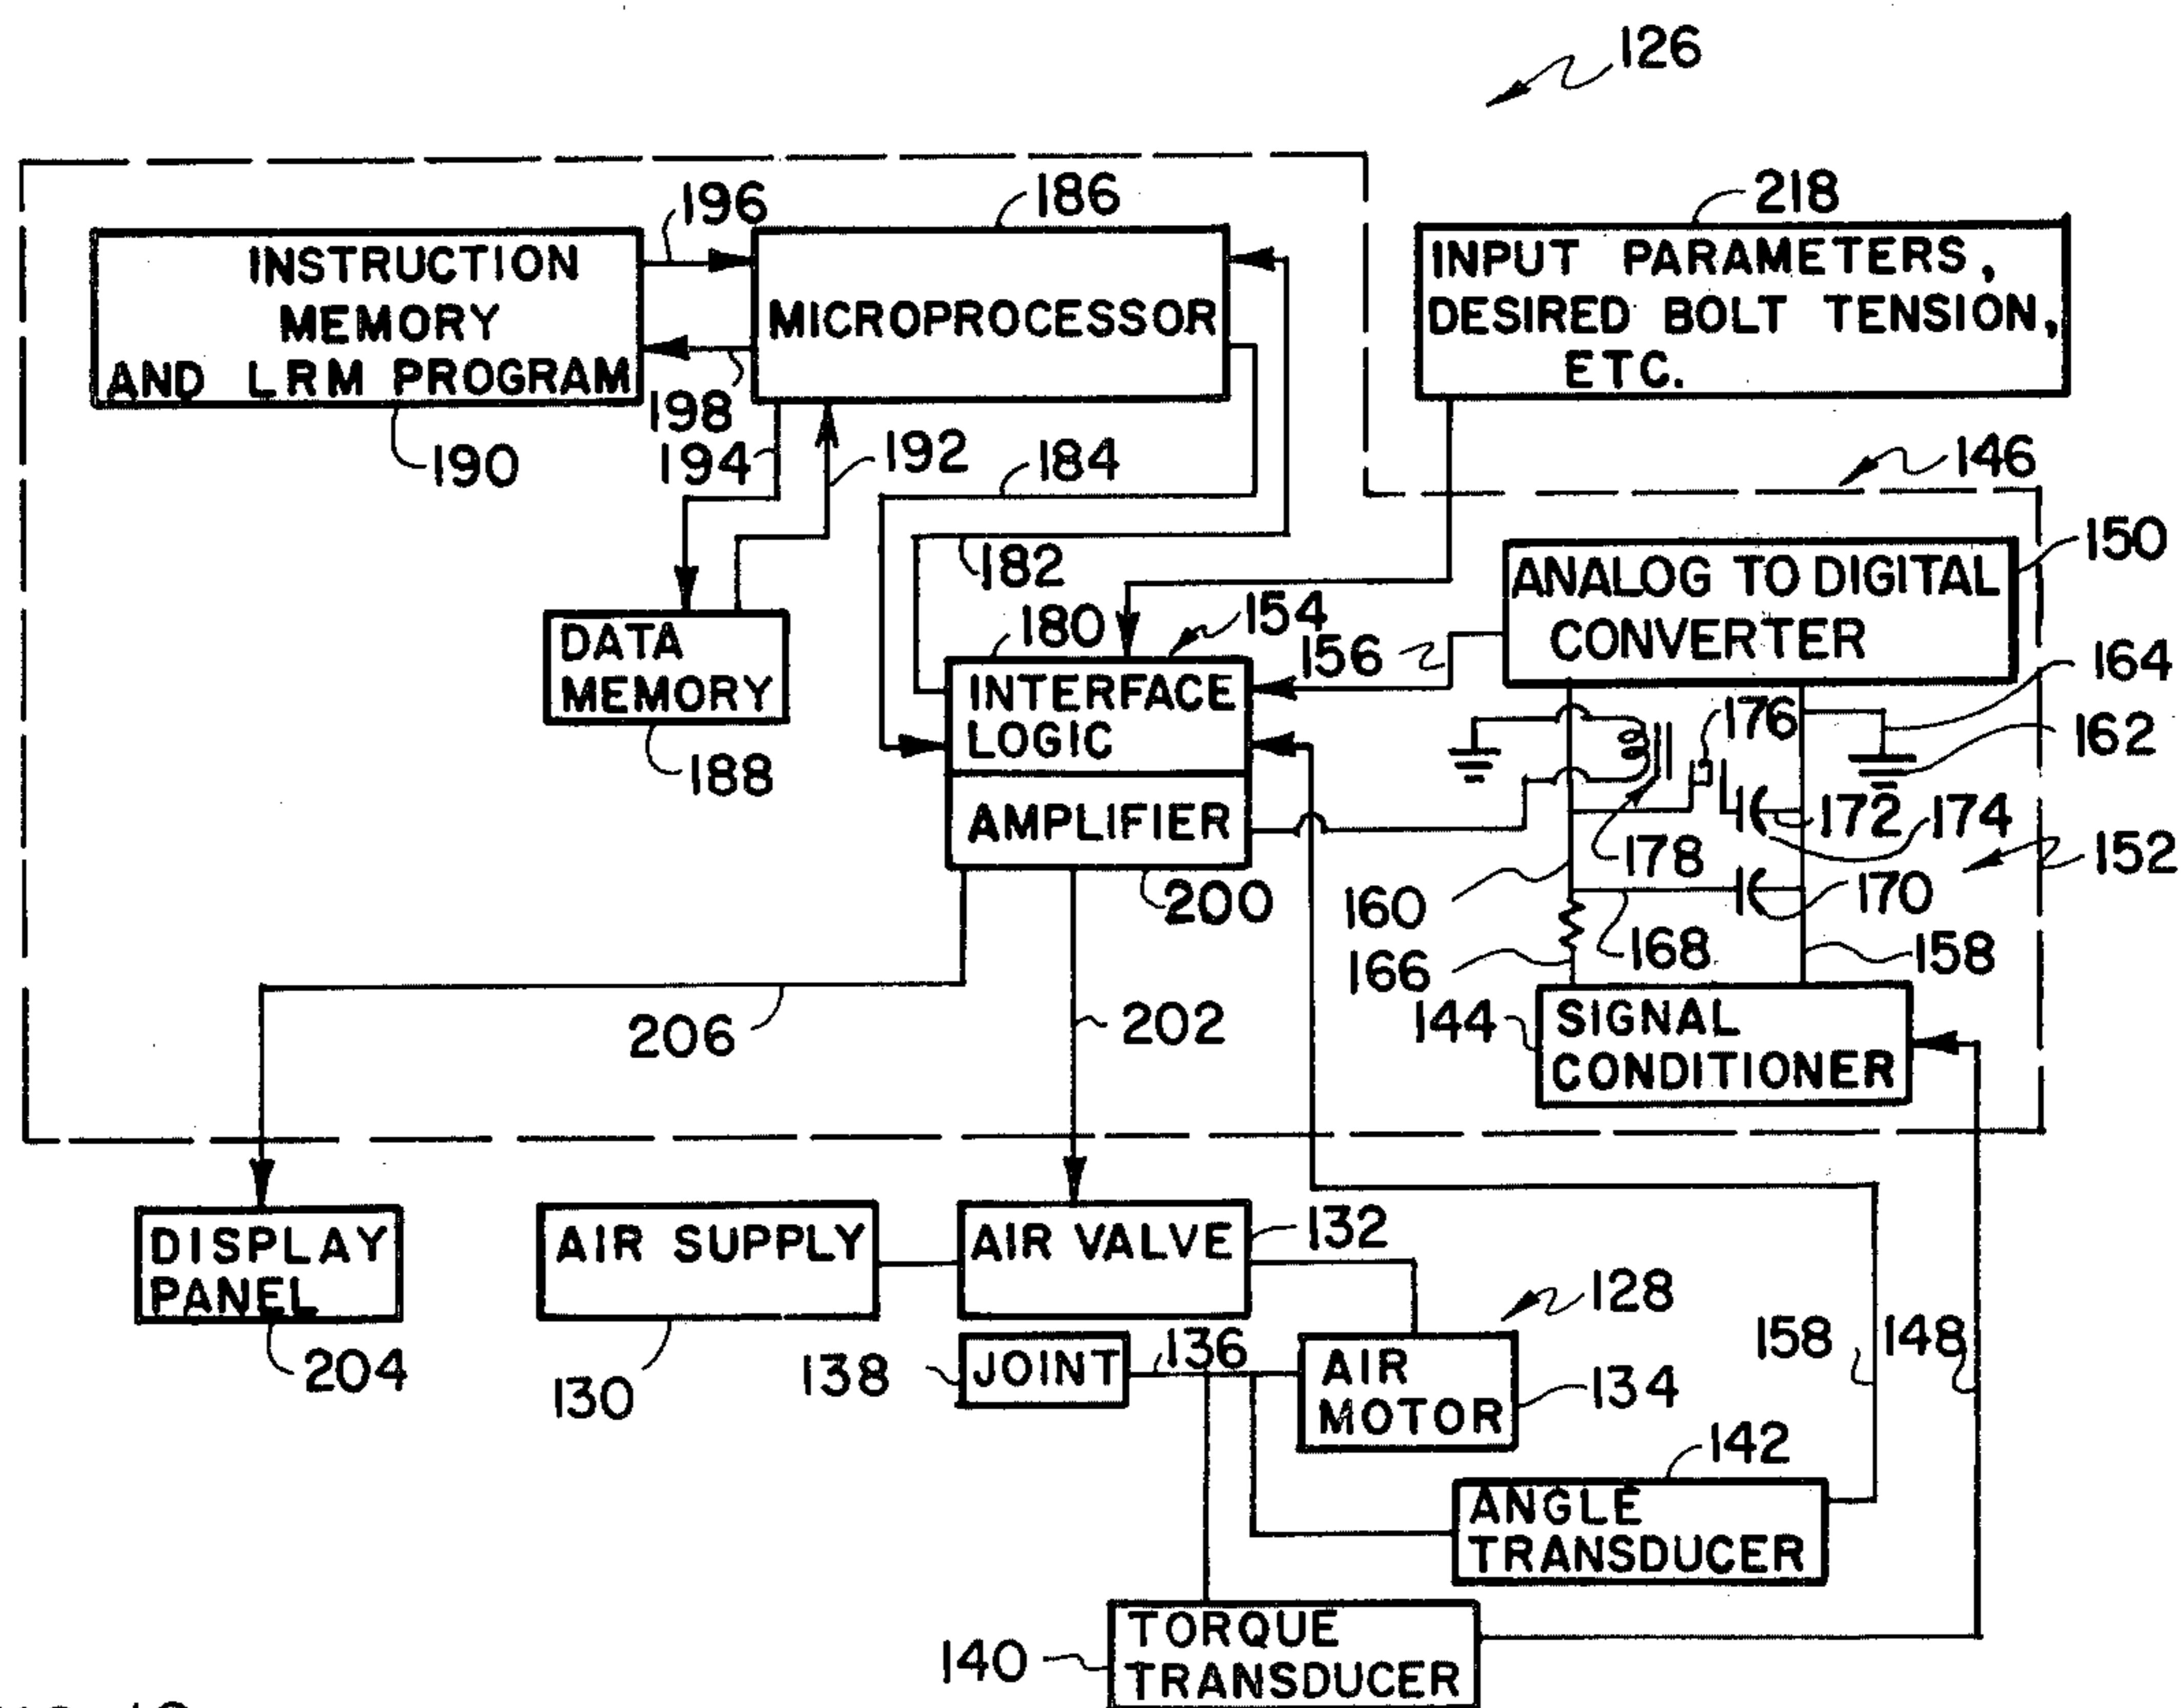 126
196
186
218
INSTRUCTION
MEMORY
AND LRM PROGRAM
MICROPROCESSOR
INPUT PARAMETERS,
DESIRED BOLT TENSION,
ETC.
198
190
194
192
184
146
182
150
ANALOG TO DIGITAL
CONVERTER
180
154
156
164
DATA
MEMORY
188
INTERFACE
LOGIC
AMPLIFIER
200
176
162
172
174
178
152
160
170
168
158
166
206
202
144
SIGNAL
CONDITIONER
DISPLAY
PANEL
204
AIR SUPPLY
130
AIR VALVE
132
128
138
JOINT
136
AIR
MOTOR
134
158
148
142
ANGLE
TRANSDUCER
140
TORQUE
TRANSDUCER